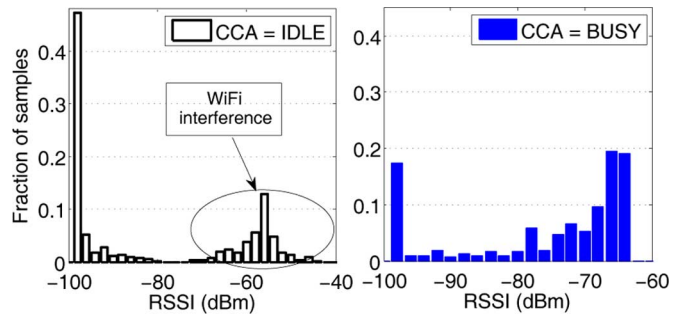 CCA = IDLE
WiFi
interference
Fraction of samples
0.4
0.3
0.2
0.1
0
−100
−80
−60
−40
RSSI (dBm)
CCA = BUSY
0.4
0.3
0.2
0.1
0
−100
−90
−80
−70
−60
RSSI (dBm)